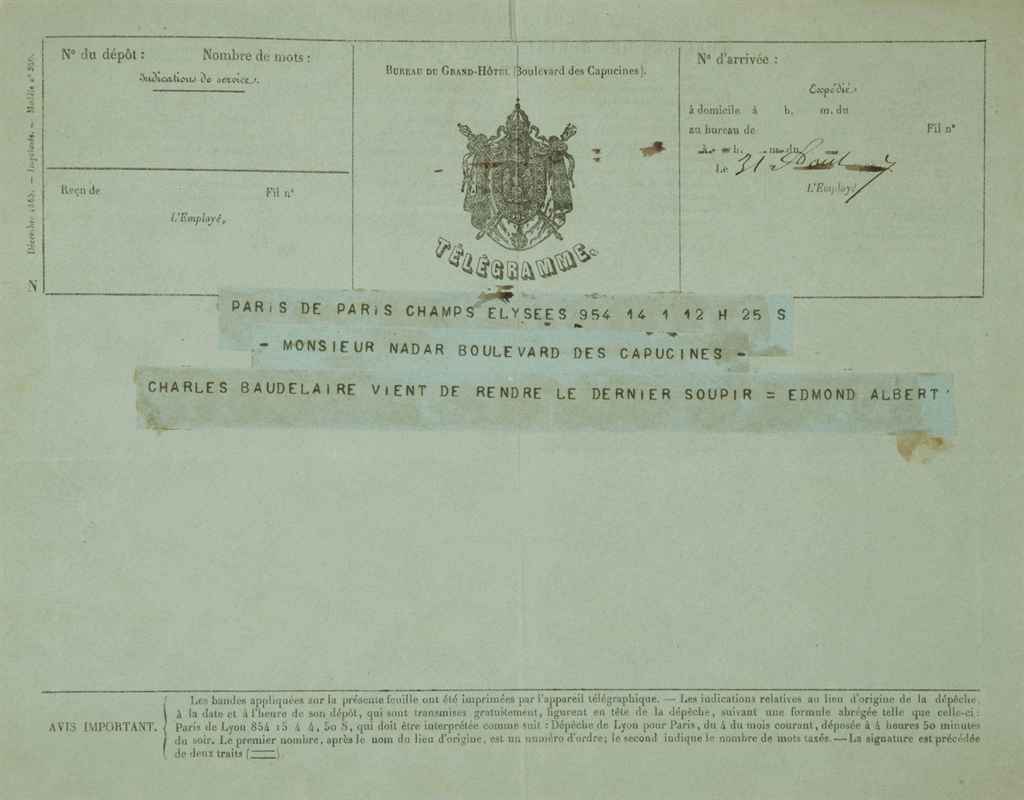 N° du dépôt : Nombre de mots :
Indications de service.
Reçu de Fil n°
L'Employé,
N Décembre 1865. — Imprimés. — Modèle n°
BUREAU DU GRAND-HÔTEL (Boulevard des Capucines).
TÉLÉGRAMME.
N° d'arrivée :
Expédié
à domicile à h. m. du
au bureau de Fil n°
à h. m. du
Le 31 août
L'Employé
PARIS DE PARIS CHAMPS ELYSEES 954 14 1 12 H 25 S
- MONSIEUR NADAR BOULEVARD DES CAPUCINES -
CHARLES BAUDELAIRE VIENT DE RENDRE LE DERNIER SOUPIR = EDMOND ALBERT
AVIS IMPORTANT.
Les bandes appliquées sur la présente feuille ont été imprimées par l'appareil télégraphique. — Les indications relatives au lieu d'origine de la dépêche,
à la date et à l'heure de son dépôt, qui sont transmises gratuitement, figurent en tête de la dépêche, suivant une formule abrégée telle que celle-ci :
Paris de Lyon 854 15 4 4, 50 S, qui doit être interprétée comme suit : Dépêche de Lyon pour Paris, du 4 du mois courant, déposée à 4 heures 50 minutes
du soir. Le premier nombre, après le nom du lieu d'origine, est un numéro d'ordre; le second indique le nombre de mots taxés. — La signature est précédée
de deux traits (══).